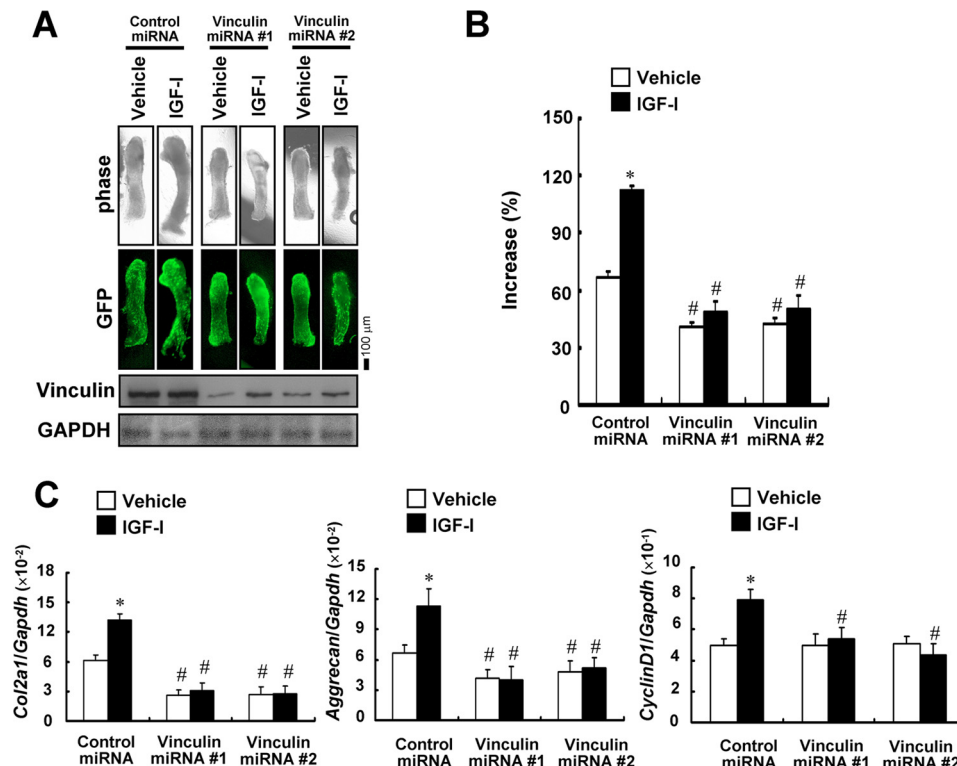 A
Control
miRNA
Vinculin
miRNA #1
Vinculin
miRNA #2
Vehicle
IGF-I
Vehicle
IGF-I
Vehicle
IGF-I
phase
GFP
100 μm
Vinculin
GAPDH
B
Vehicle
IGF-I
Increase (%)
150
120
90
60
30
0
*
#
#
#
#
Control
miRNA
Vinculin
miRNA #1
Vinculin
miRNA #2
C
Vehicle
IGF-I
Col2a1/Gapdh (×10-2)
18
15
12
9
6
3
0
*
#
#
#
#
Control
miRNA
Vinculin
miRNA #1
Vinculin
miRNA #2
Vehicle
IGF-I
Aggrecan/Gapdh (×10-2)
15
12
9
6
3
0
*
#
#
#
#
Control
miRNA
Vinculin
miRNA #1
Vinculin
miRNA #2
Vehicle
IGF-I
CyclinD1/Gapdh (×10-1)
10
8
6
4
2
0
*
#
#
Control
miRNA
Vinculin
miRNA #1
Vinculin
miRNA #2